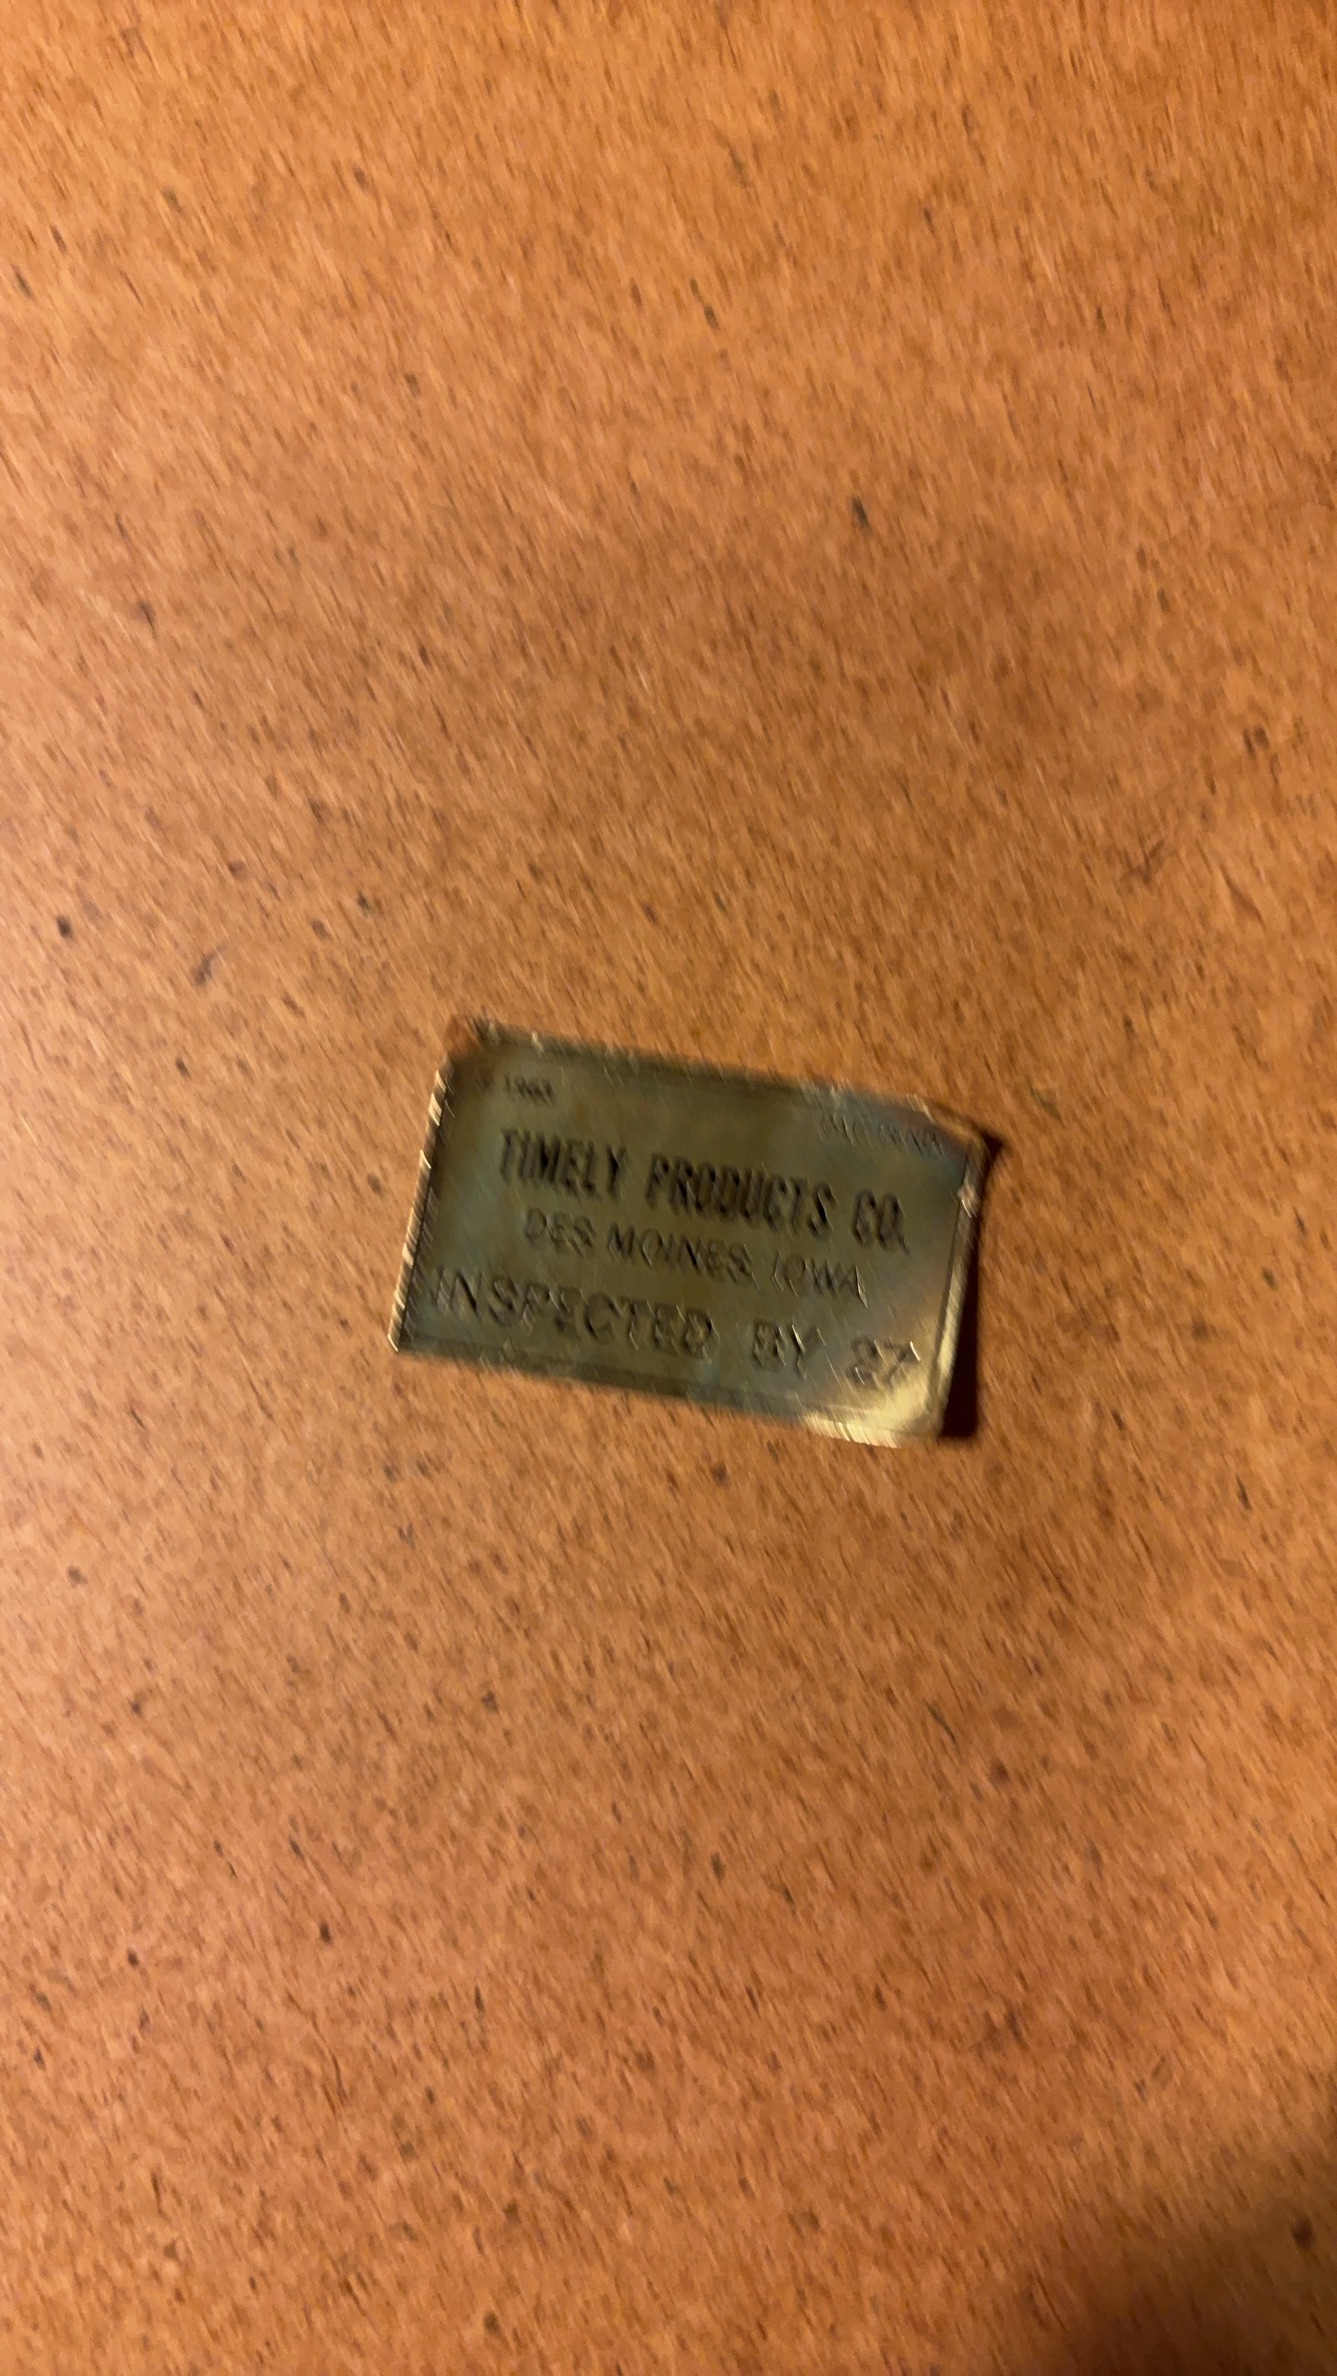 TIMELY PRODUCTS CO.
DES MOINES, IOWA
INSPECTED BY 27